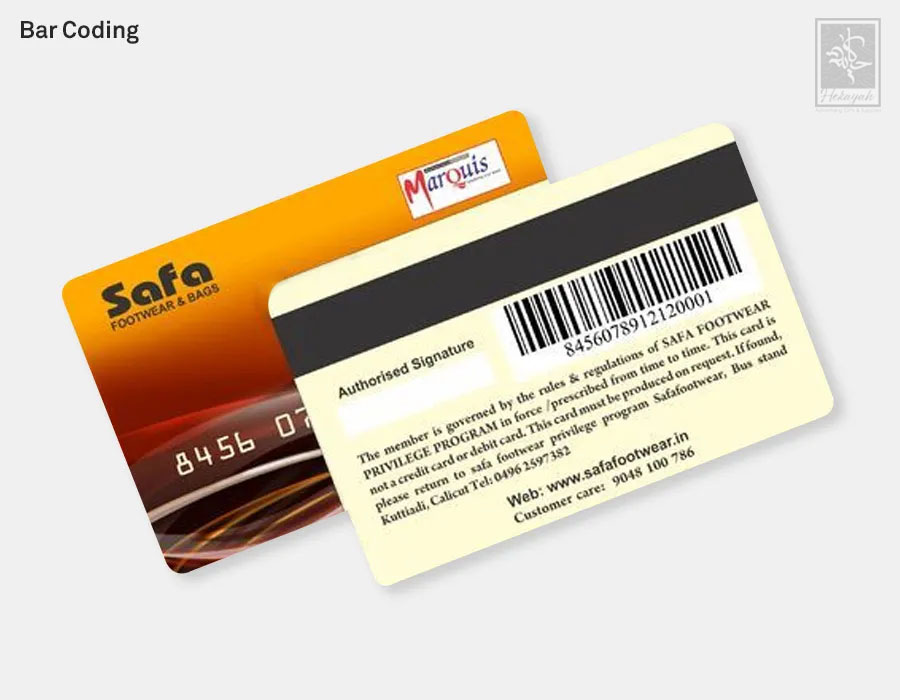 Bar Coding
Helayah
Marquis
Safa
FOOTWEAR & BAGS
8456 07
8456078912120001
Authorised Signature
The member is governed by the rules & regulations of SAFA FOOTWEAR
PRIVILEGE PROGRAM in force /prescribed from time to time. This card is
not a credit card or debit card. This card must be produced on request. If found,
please return to safa footwear privilege program Safafootwear, Bus stand
Kuttiadi, Calicut Tel: 0496 2597382
Web: www.safafootwear.in
Customer care: 9048 100 786